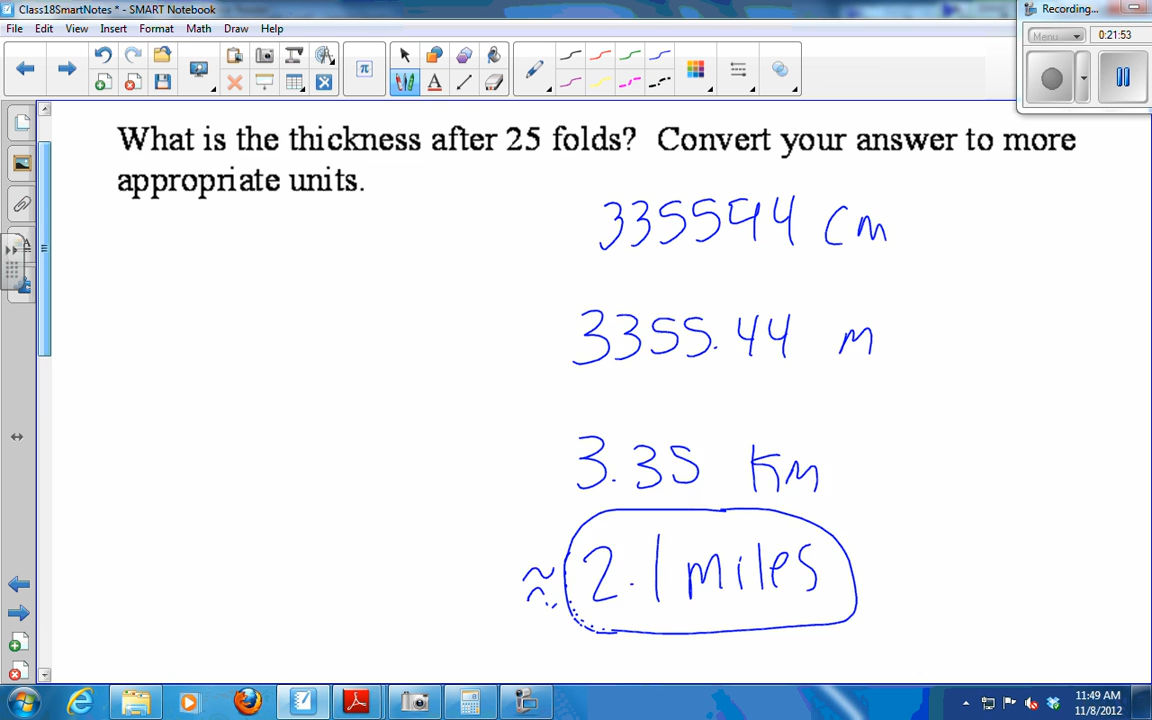 Class18SmartNotes * - SMART Notebook
Recording...
File Edit View Insert Format Math Draw Help
Menu
0:21:53
π
A
What is the thickness after 25 folds? Convert your answer to more
appropriate units.
335544 cm
3355.44 m
3.35 km
≈ 2.1 miles
11:49 AM
11/8/2012